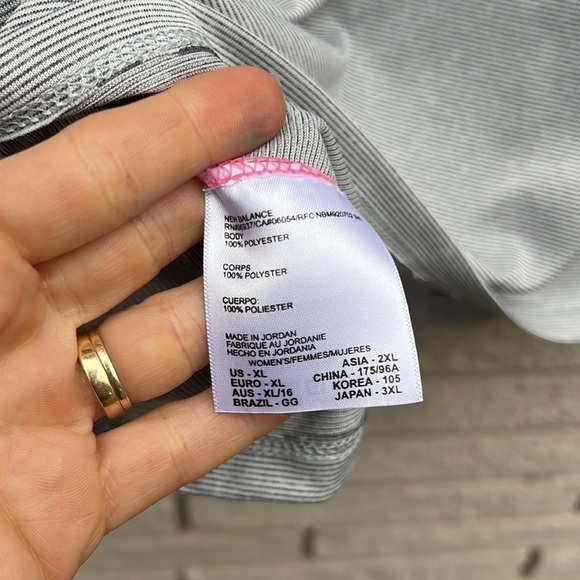 NEW BALANCE
BODY
100% POLYESTER
CORPS
100% POLYSTER
CUERPO:
100% POLIESTER
MADE IN JORDAN
FABRIQUE AU JORDANIE
HECHO EN JORDANIA
WOMEN'S/FEMMES/MUJERES
US - XL
EURO - XL
AUS - XL/16
BRAZIL - GG
ASIA - 2XL
CHINA - 175/96A
KOREA - 105
JAPAN - 3XL